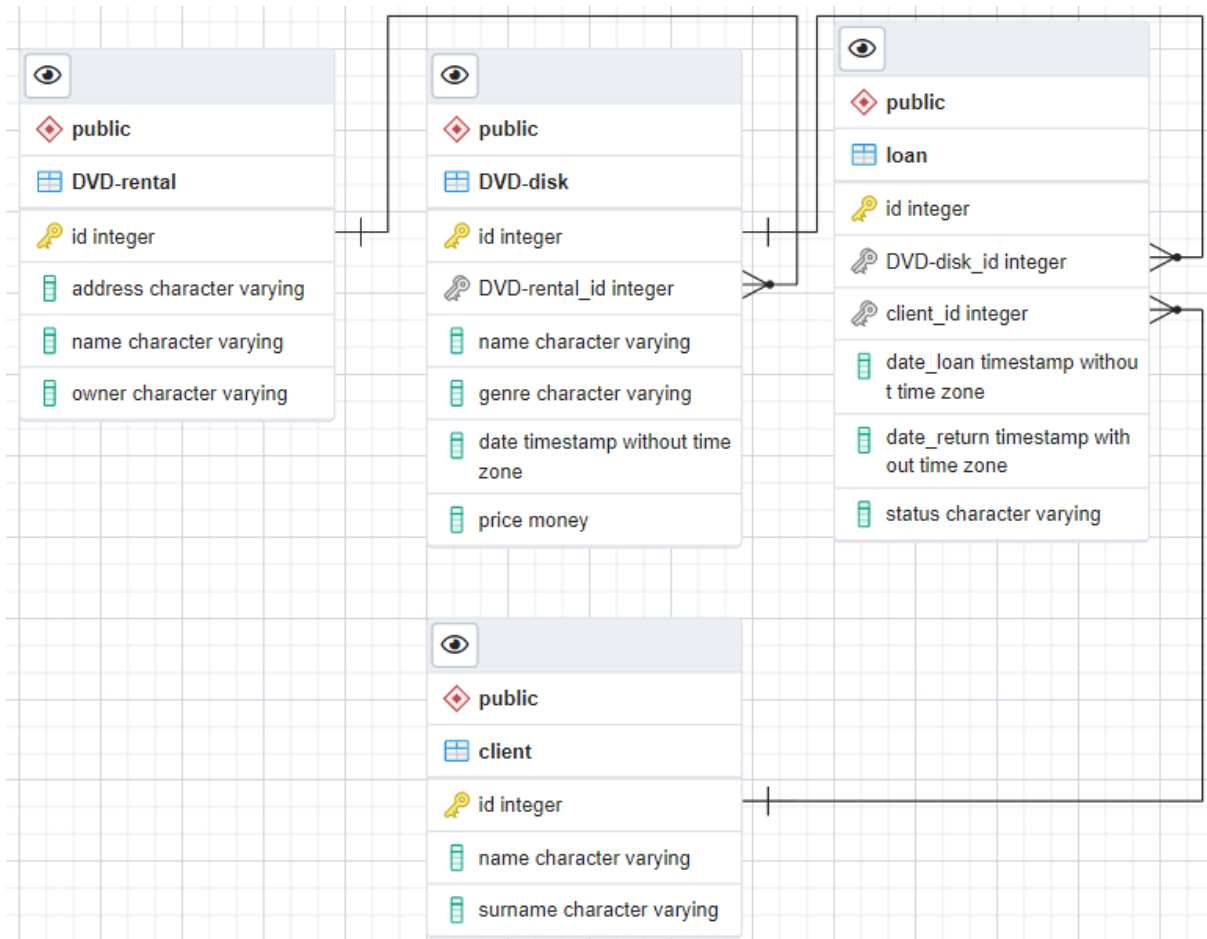 public
DVD-rental
id integer
address character varying
name character varying
owner character varying
public
DVD-disk
id integer
DVD-rental_id integer
name character varying
genre character varying
date timestamp without time
zone
price money
public
loan
id integer
DVD-disk_id integer
client_id integer
date_loan timestamp withou
t time zone
date_return timestamp with
out time zone
status character varying
public
client
id integer
name character varying
surname character varying